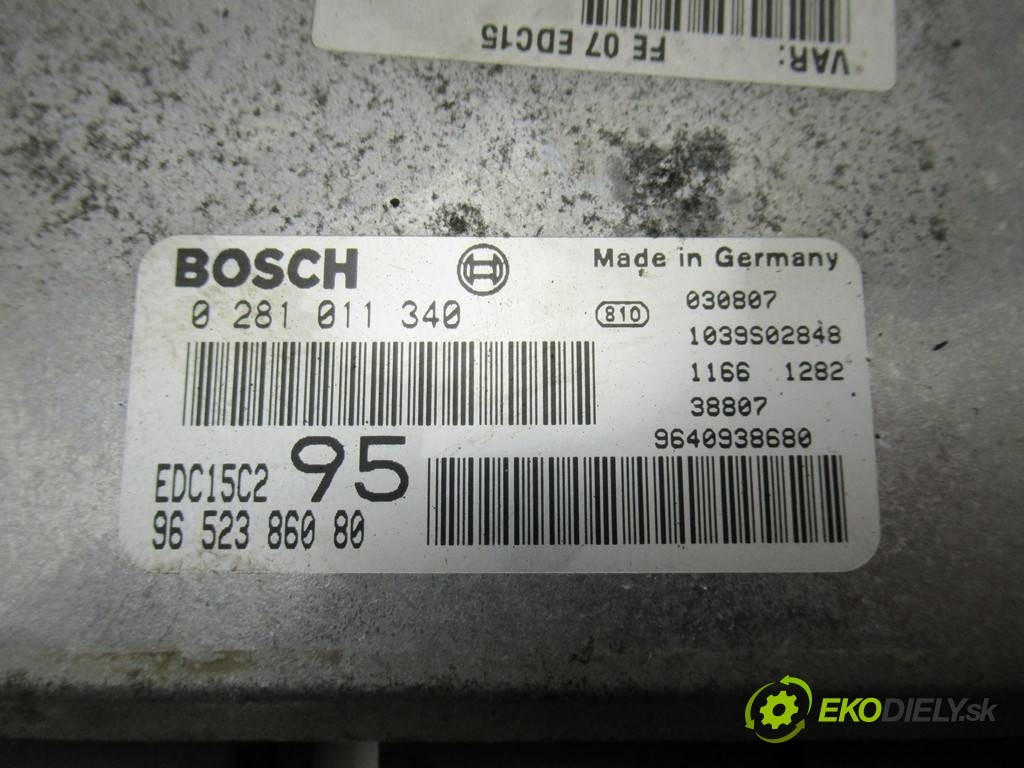 VAR:
FE 07 EDC15
BOSCH
Made in Germany
0 281 011 340
810
030807
1039S02848
1166 1282
38807
9640938680
EDC15C2
95
96 523 860 80
EKODIELY.sk